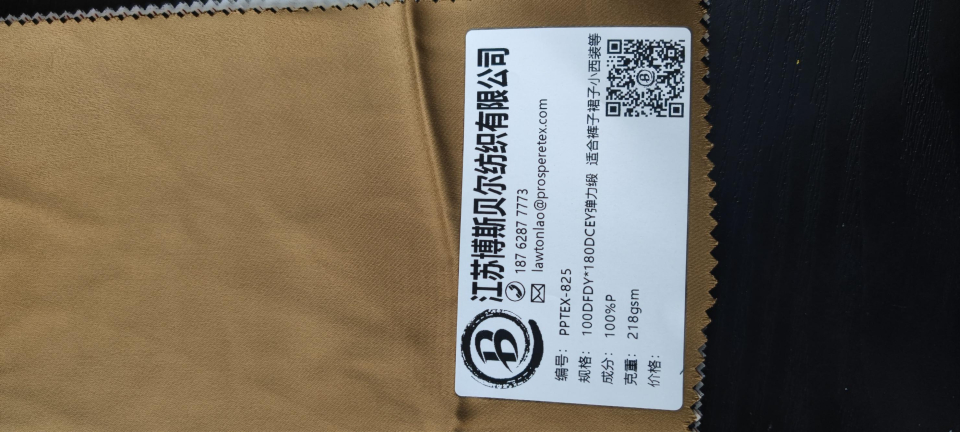 江苏博斯贝尔纺织有限公司
187 6287 7773
lawtonlao@prosperetex.com
编号: PPTEX-825
规格: 100DFDY*180DCEY弹力缎 适合裤子裙子小西装等
成分: 100%P
克重: 218gsm
价格: